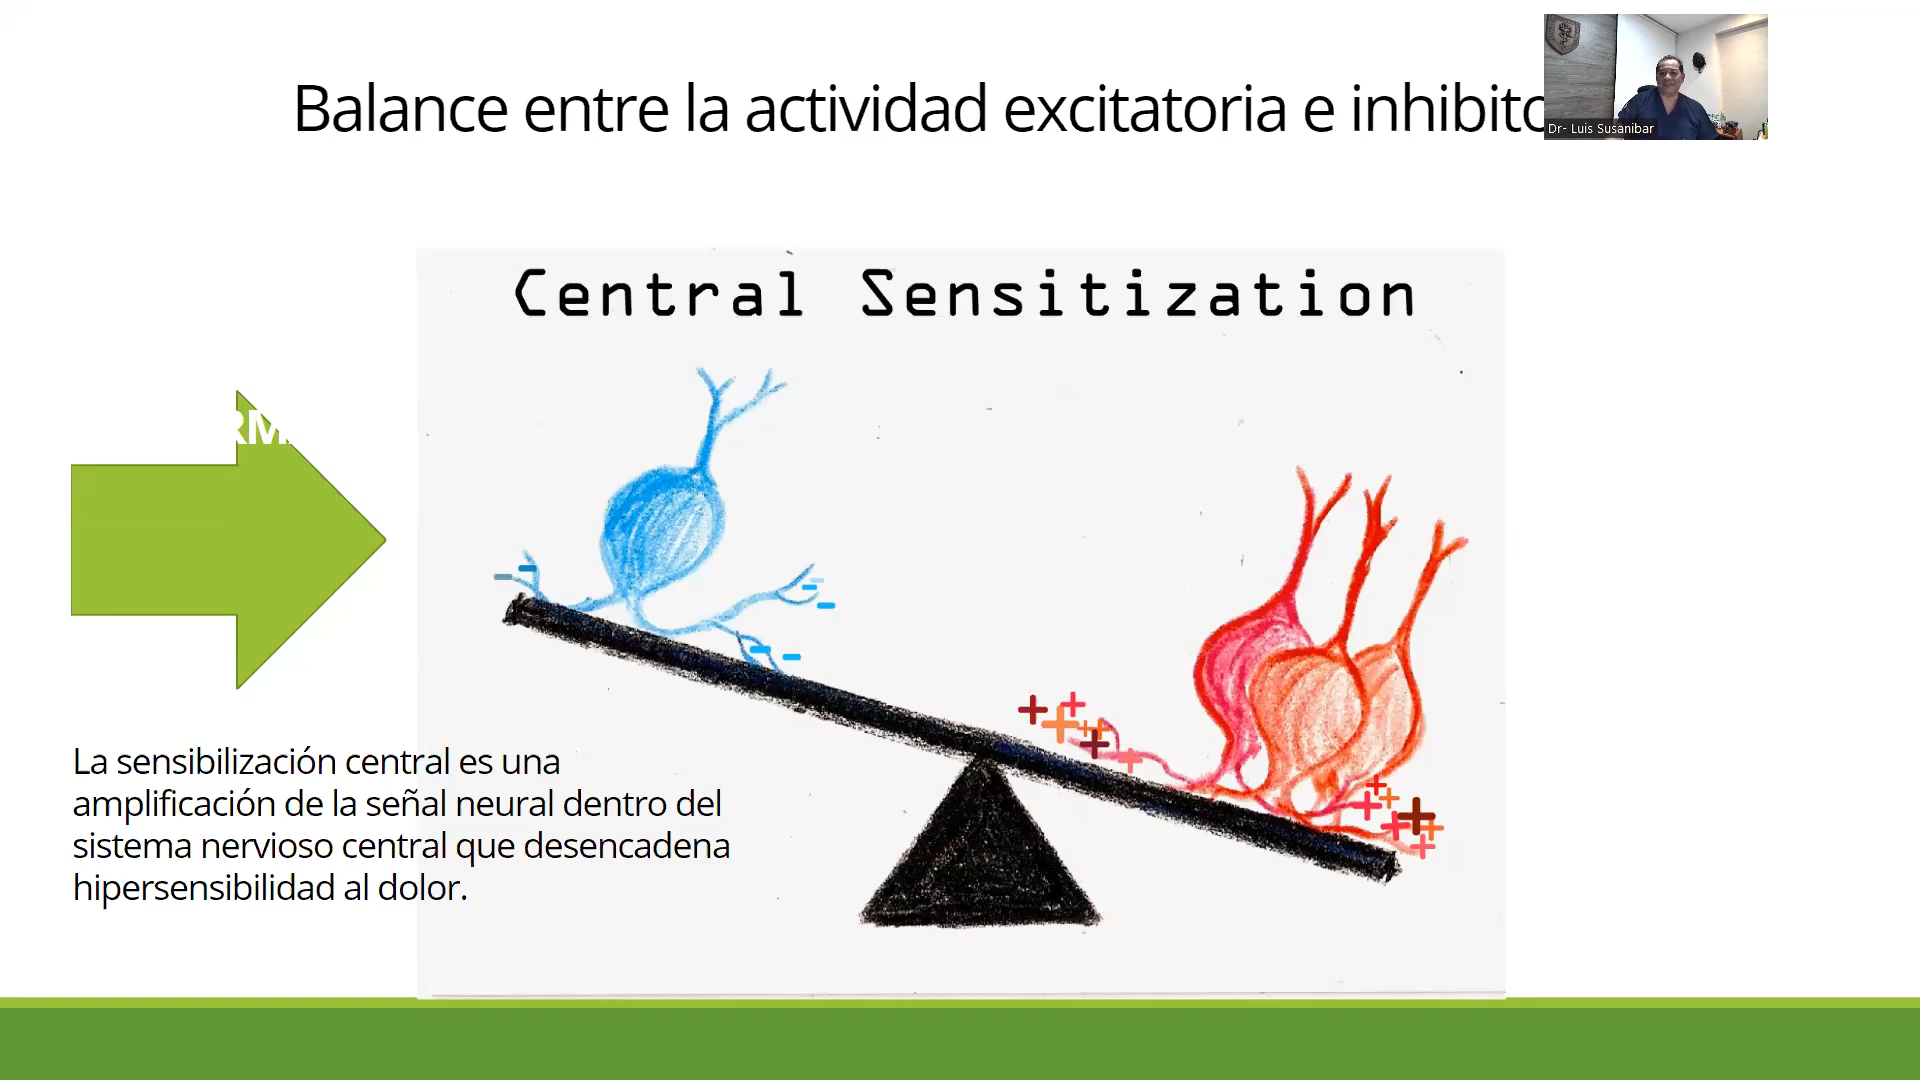 Balance entre la actividad excitatoria e inhibito
Dr- Luis Susanibar
Central Sensitization
La sensibilización central es una
amplificación de la señal neural dentro del
sistema nervioso central que desencadena
hipersensibilidad al dolor.